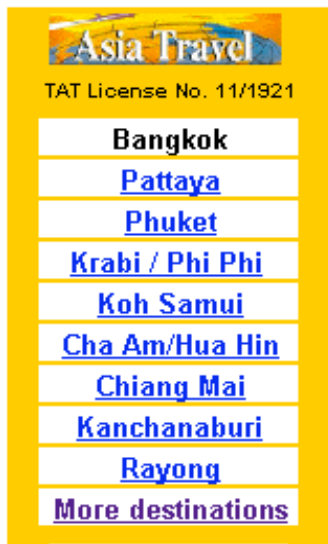 Asia Travel
TAT License No. 11/1921
Bangkok
Pattaya
Phuket
Krabi / Phi Phi
Koh Samui
Cha Am/Hua Hin
Chiang Mai
Kanchanaburi
Rayong
More destinations